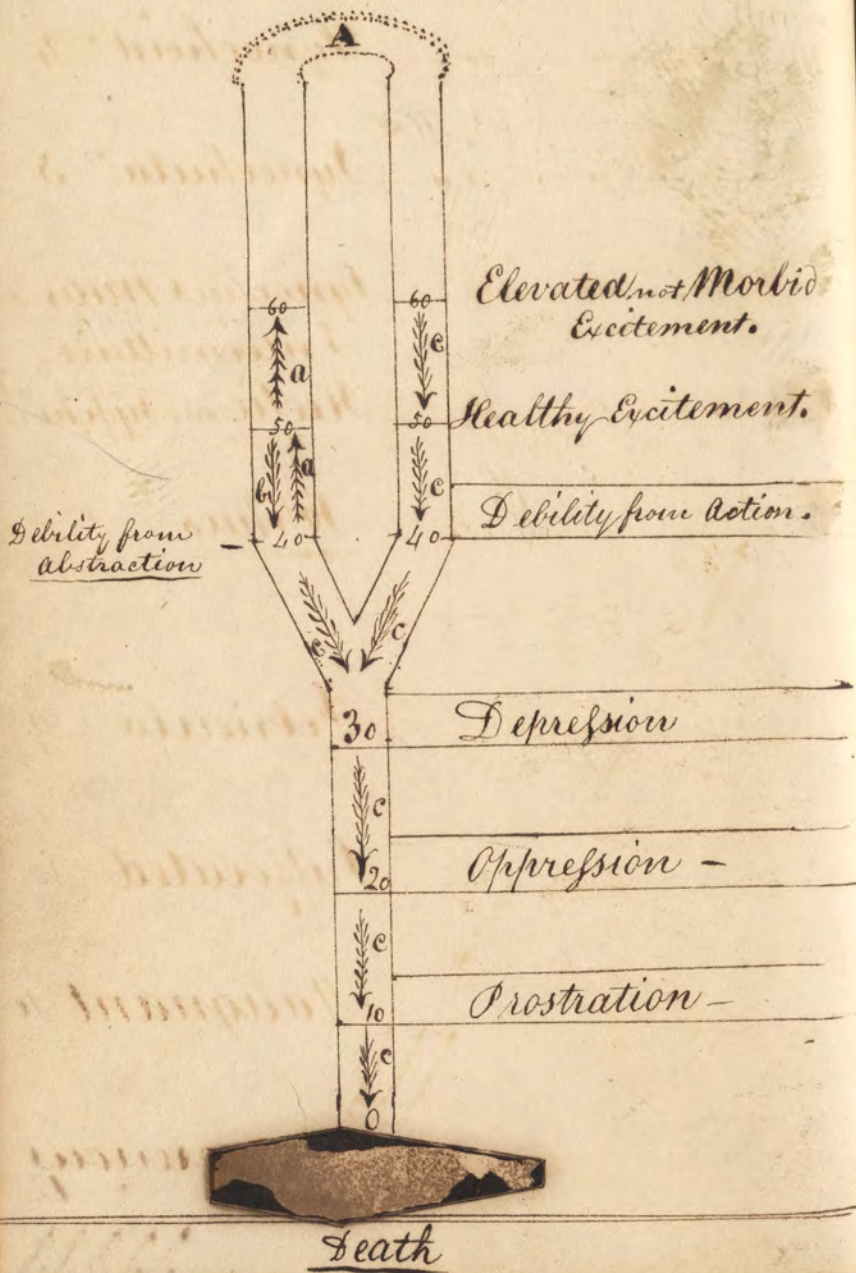 A
60
60
Elevated not Morbid
Excitement.
a
e
50
50
Healthy Excitement.
b
a
e
40
40
Debility from Action.
Debility from
Abstraction
e
c
30
Depreſsion
c
20
Oppreſsion -
e
10
Prostration -
e
0
Death